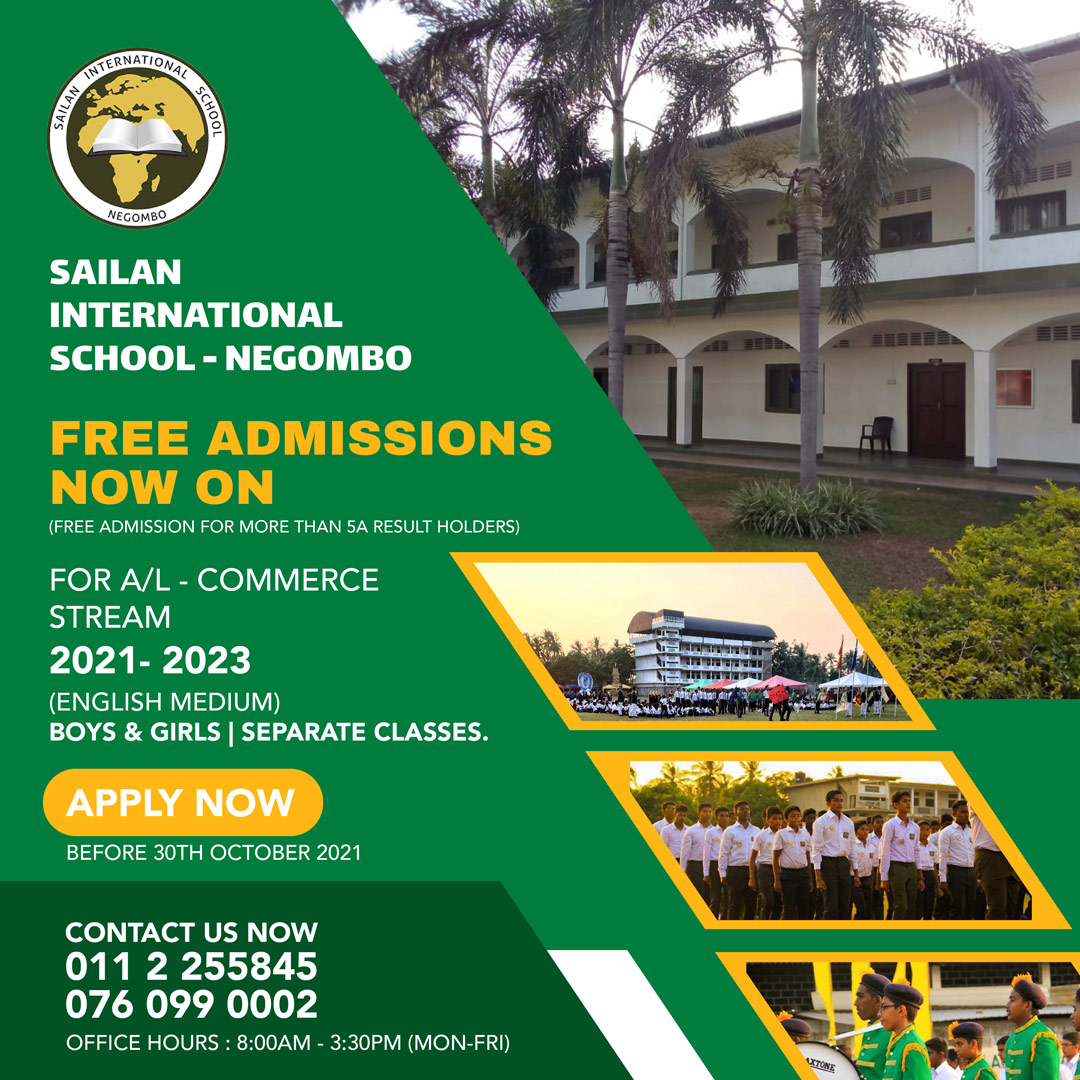 SAILAN INTERNATIONAL SCHOOL
NEGOMBO
SAILAN
INTERNATIONAL
SCHOOL - NEGOMBO
FREE ADMISSIONS
NOW ON
(FREE ADMISSION FOR MORE THAN 5A RESULT HOLDERS)
FOR A/L - COMMERCE
STREAM
2021- 2023
(ENGLISH MEDIUM)
BOYS & GIRLS | SEPARATE CLASSES.
APPLY NOW
BEFORE 30TH OCTOBER 2021
CONTACT US NOW
011 2 255845
076 099 0002
OFFICE HOURS : 8:00AM - 3:30PM (MON-FRI)